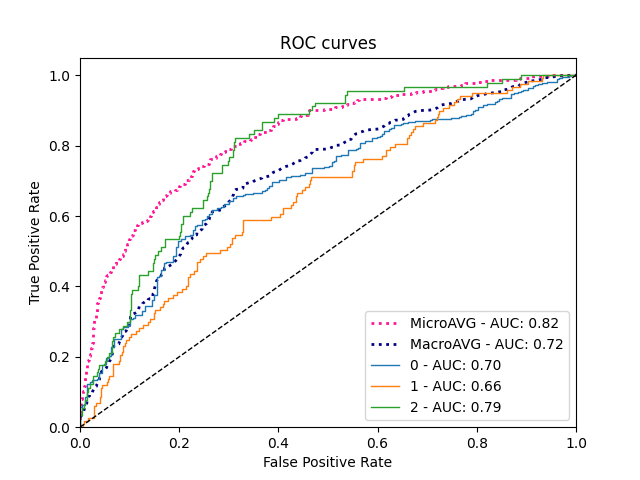 ROC curves
True Positive Rate
1.0
0.8
0.6
0.4
0.2
0.0
MicroAVG - AUC: 0.82
MacroAVG - AUC: 0.72
0 - AUC: 0.70
1 - AUC: 0.66
2 - AUC: 0.79
0.0 0.2 0.4 0.6 0.8 1.0
False Positive Rate